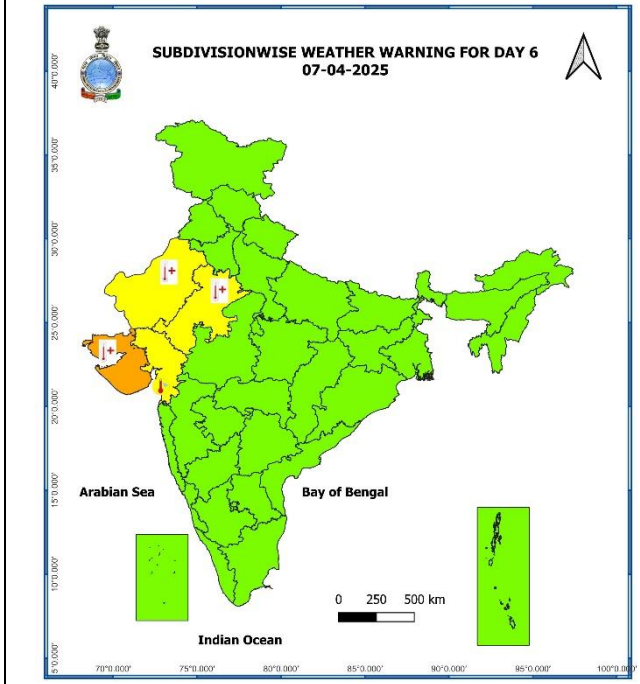 SUBDIVISIONWISE WEATHER WARNING FOR DAY 6
07-04-2025
40°0.000'
35°0.000'
30°0.000'
25°0.000'
20°0.000'
15°0.000'
10°0.000'
5°0.000'
Arabian Sea
Bay of Bengal
0 250 500 km
Indian Ocean
70°0.000' 75°0.000' 80°0.000' 85°0.000' 90°0.000' 95°0.000' 100°0.000'